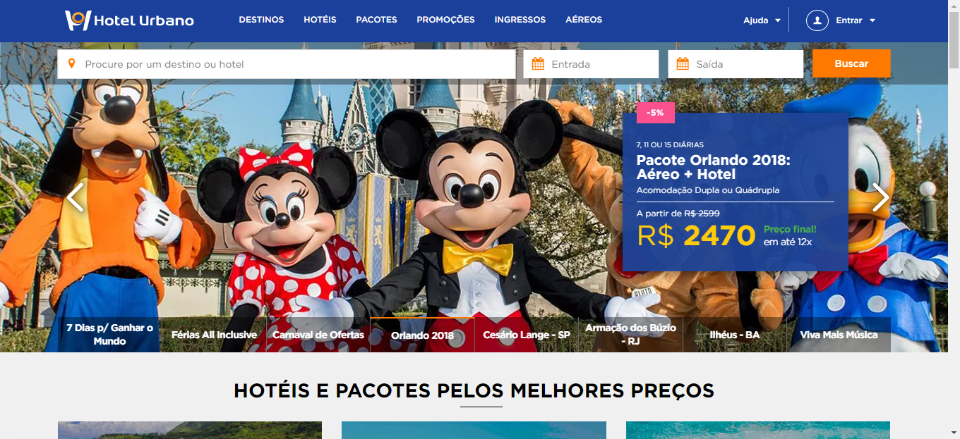 Hotel Urbano
DESTINOS HOTÉIS PACOTES PROMOÇÕES INGRESSOS AÉREOS
Ajuda Entrar
Procure por um destino ou hotel
Entrada
Saída
Buscar
-5%
7, 11 OU 15 DIÁRIAS
Pacote Orlando 2018:
Aéreo + Hotel
Acomodação Dupla ou Quádrupla
A partir de R$ 2599
R$ 2470
Preço final!
em até 12x
7 Dias p/ Ganhar o
Mundo
Férias All Inclusive
Carnaval de Ofertas
Orlando 2018
Cesário Lange - SP
Armação dos Búzio
- RJ
Ilhéus - BA
Viva Mais Música
HOTÉIS E PACOTES PELOS MELHORES PREÇOS